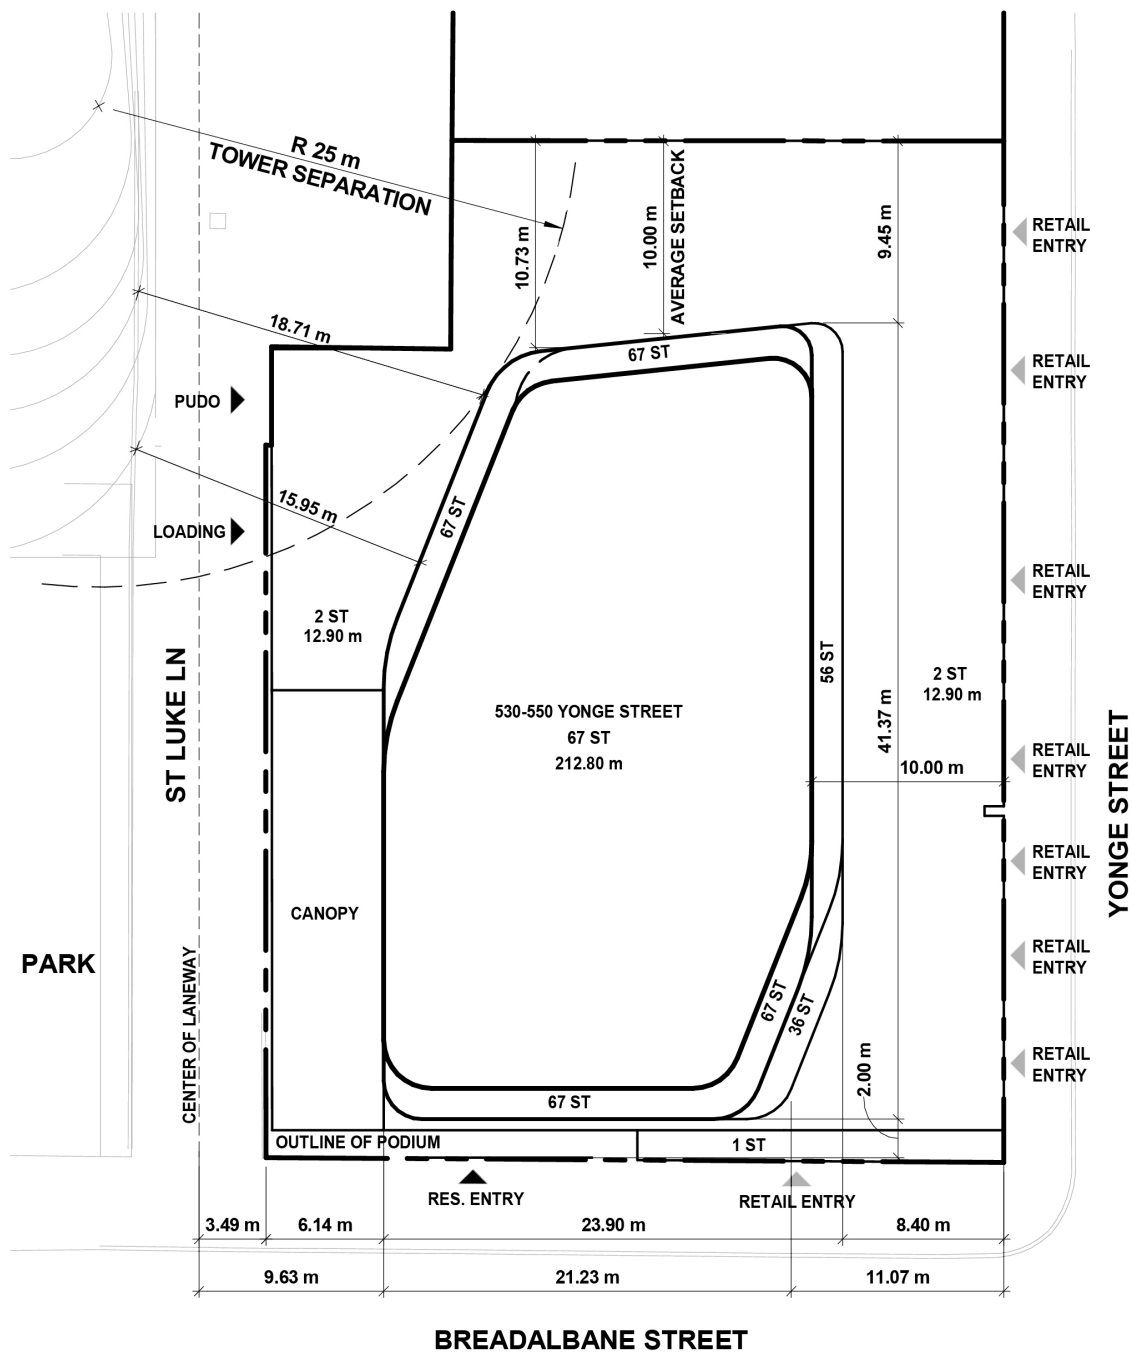 R 25 m
TOWER SEPARATION
10.73 m
10.00 m
AVERAGE SETBACK
9.45 m
RETAIL
ENTRY
18.71 m
67 ST
RETAIL
ENTRY
PUDO
15.95 m
67 ST
LOADING
RETAIL
ENTRY
2 ST
12.90 m
56 ST
2 ST
12.90 m
ST LUKE LN
530-550 YONGE STREET
67 ST
212.80 m
41.37 m
10.00 m
RETAIL
ENTRY
YONGE STREET
RETAIL
ENTRY
CANOPY
PARK
RETAIL
ENTRY
CENTER OF LANEWAY
67 ST
36 ST
2.00 m
RETAIL
ENTRY
67 ST
OUTLINE OF PODIUM
1 ST
RES. ENTRY
RETAIL ENTRY
3.49 m
6.14 m
23.90 m
8.40 m
9.63 m
21.23 m
11.07 m
BREADALBANE STREET